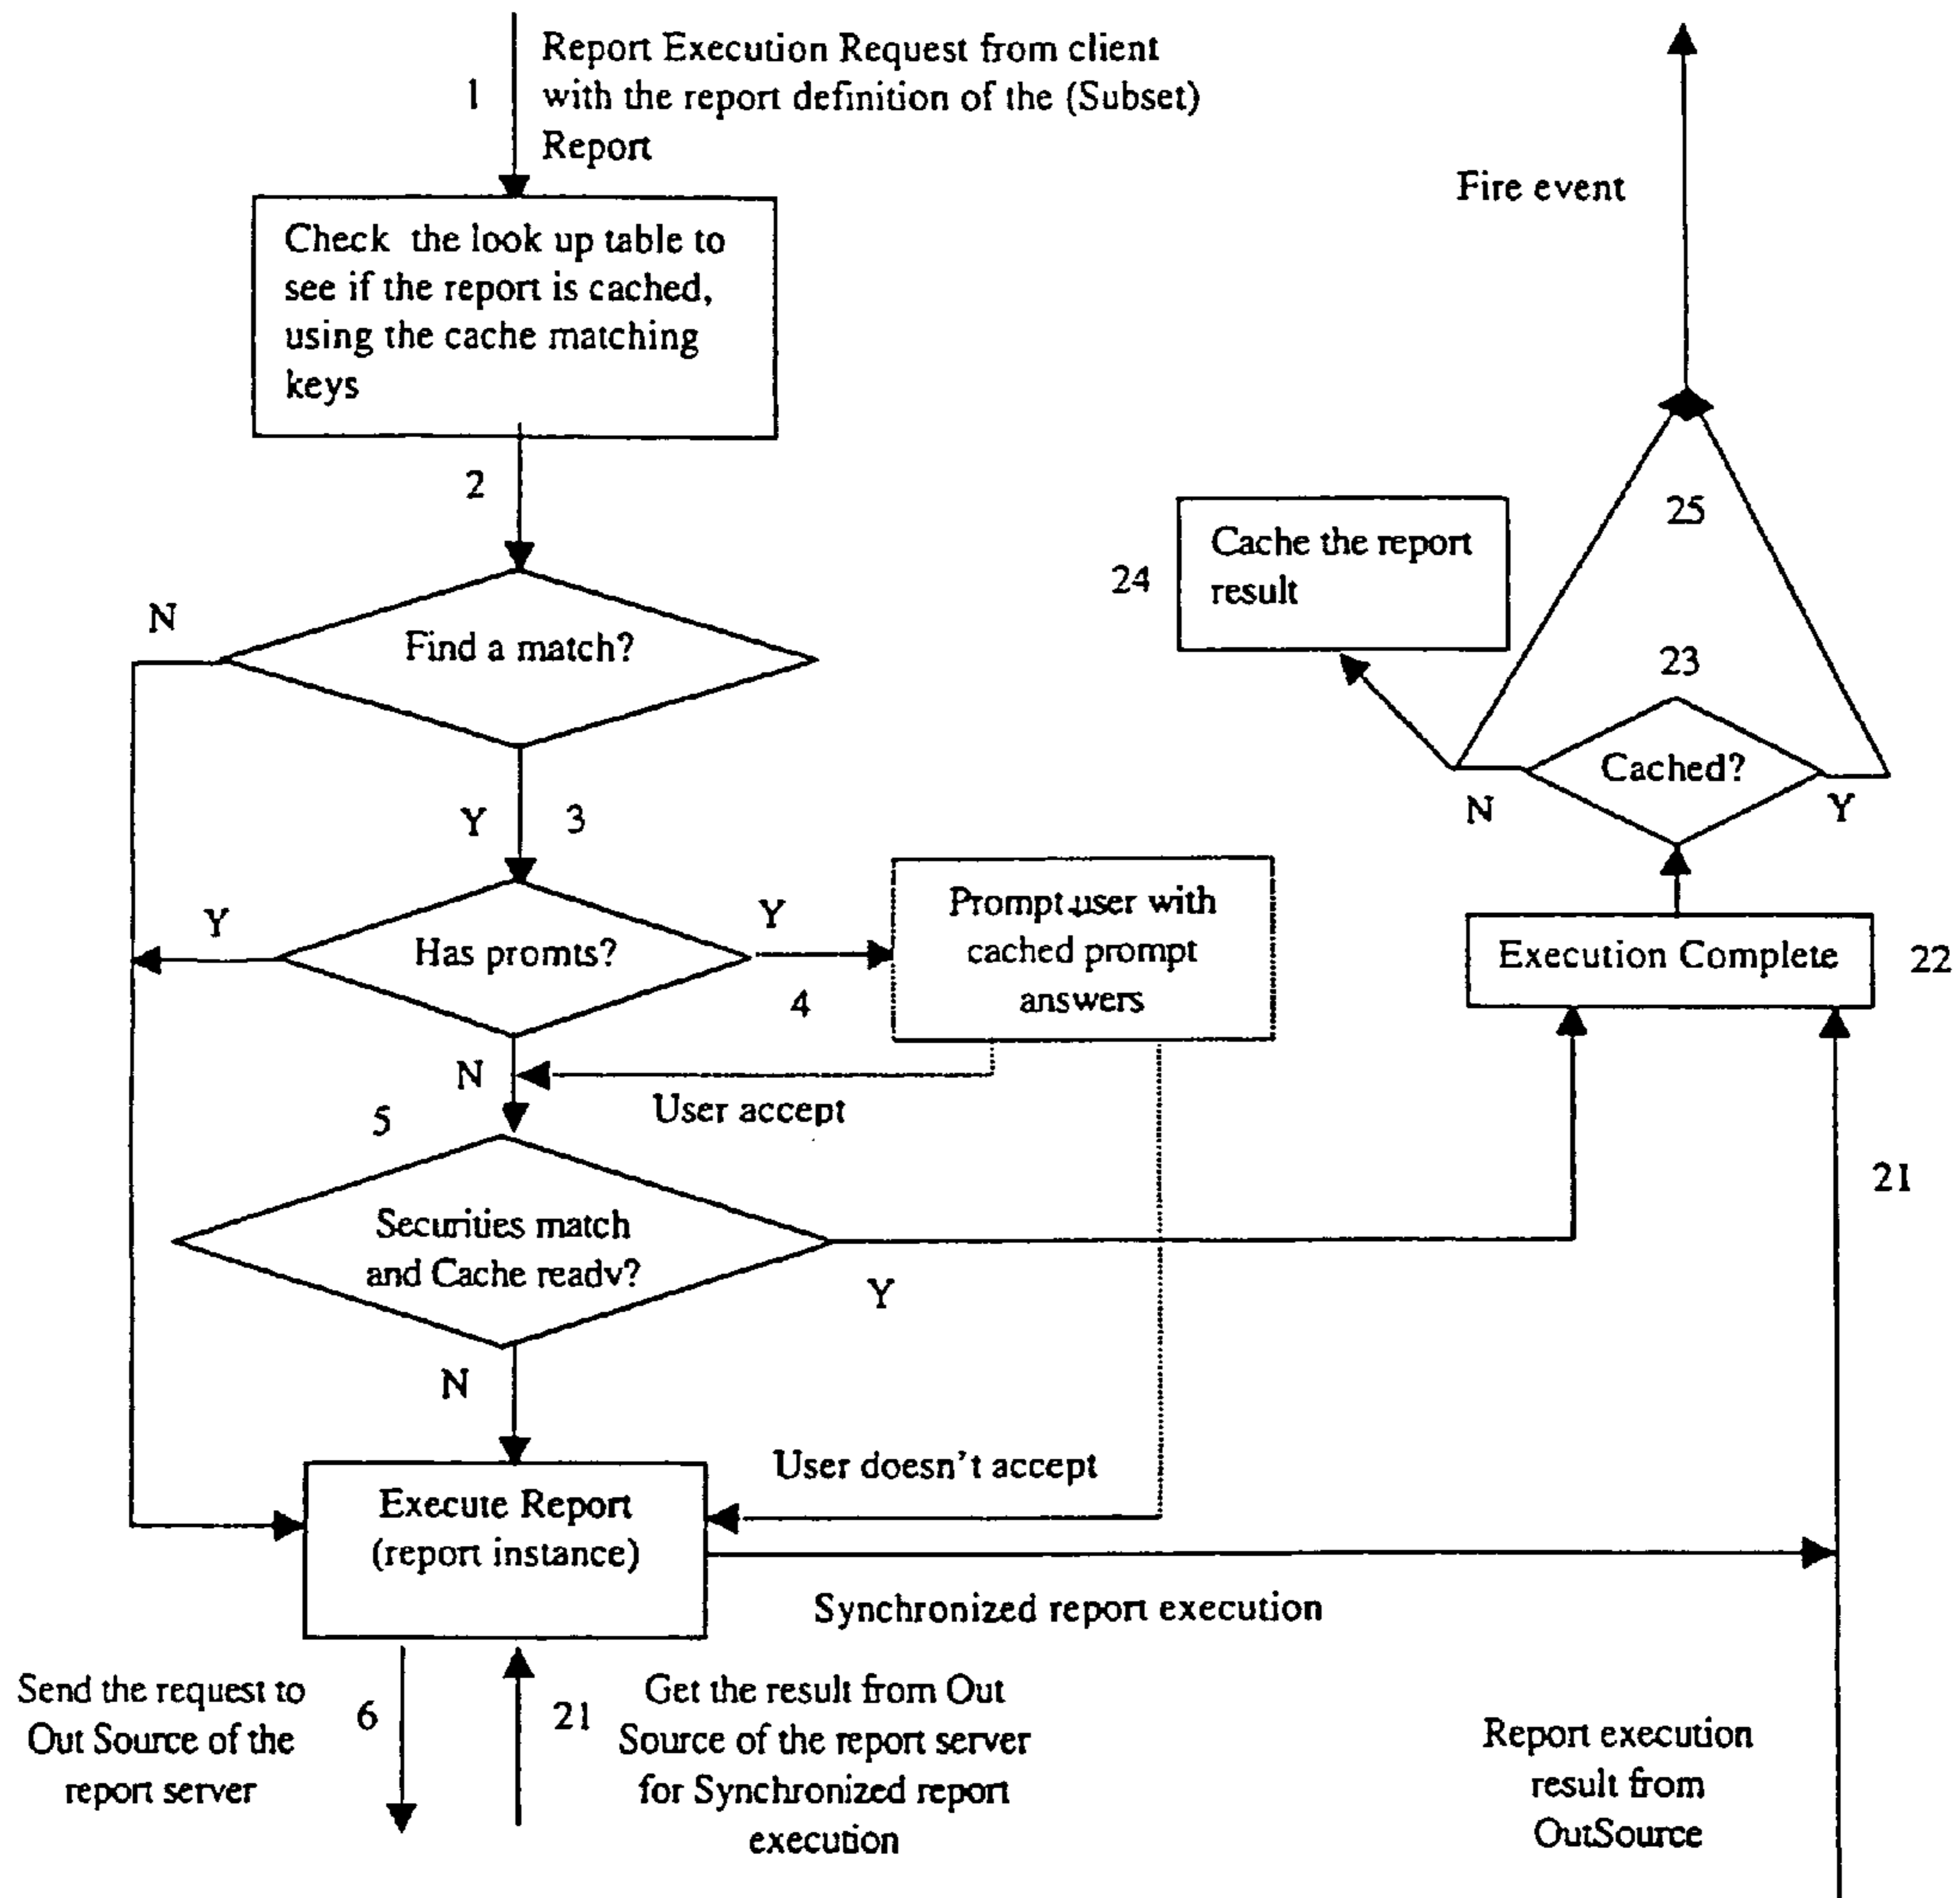 Report Execution Request from client
1
with the report definition of the (Subset)
Report
Check the look up table to
see if the report is cached,
using the cache matching
keys
2
N
Find a match?
Y
3
Y
Has promts?
Y
4
Prompt user with
cached prompt
answers
N
User accept
5
Securities match
and Cache ready?
Y
N
User doesn't accept
Execute Report
(report instance)
Synchronized report execution
Send the request to
Out Source of the
report server
6
21
Get the result from Out
Source of the report server
for Synchronized report
execution
Fire event
25
24
Cache the report
result
23
Cached?
N
Y
Execution Complete
22
21
Report execution
result from
OutSource